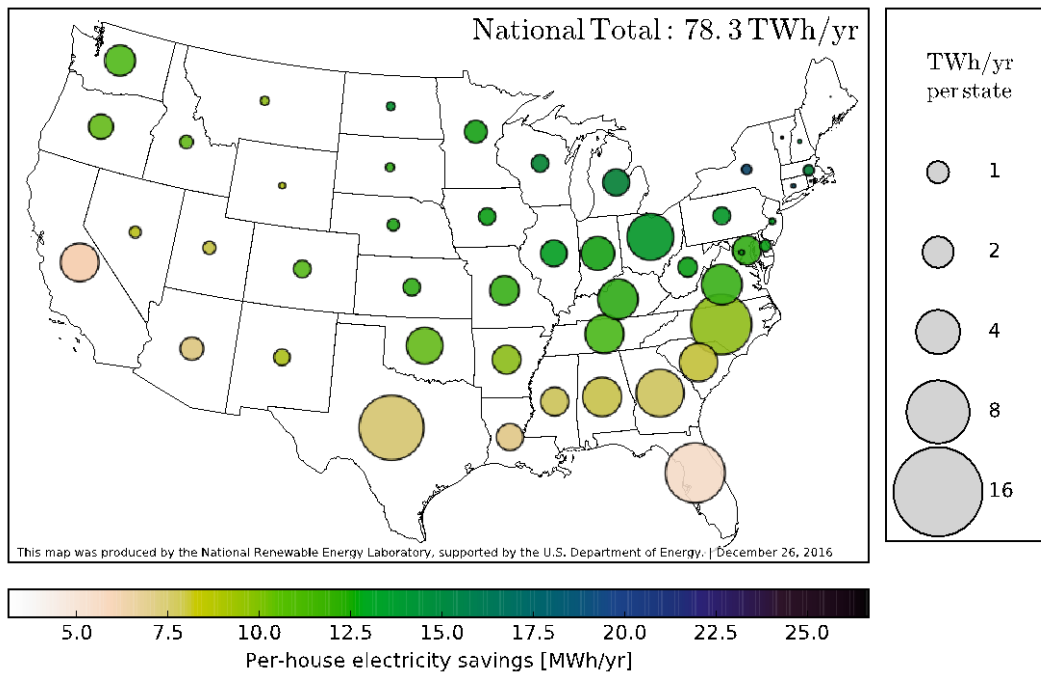 National Total: 78.3 TWh/yr
TWh/yr
per state
1
2
4
8
16
This map was produced by the National Renewable Energy Laboratory, supported by the U.S. Department of Energy. | December 26, 2016
5.0 7.5 10.0 12.5 15.0 17.5 20.0 22.5 25.0
Per-house electricity savings [MWh/yr]